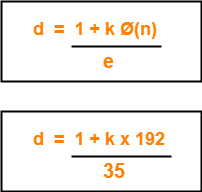 d = 1 + k Ø(n)
e
d = 1 + k x 192
35